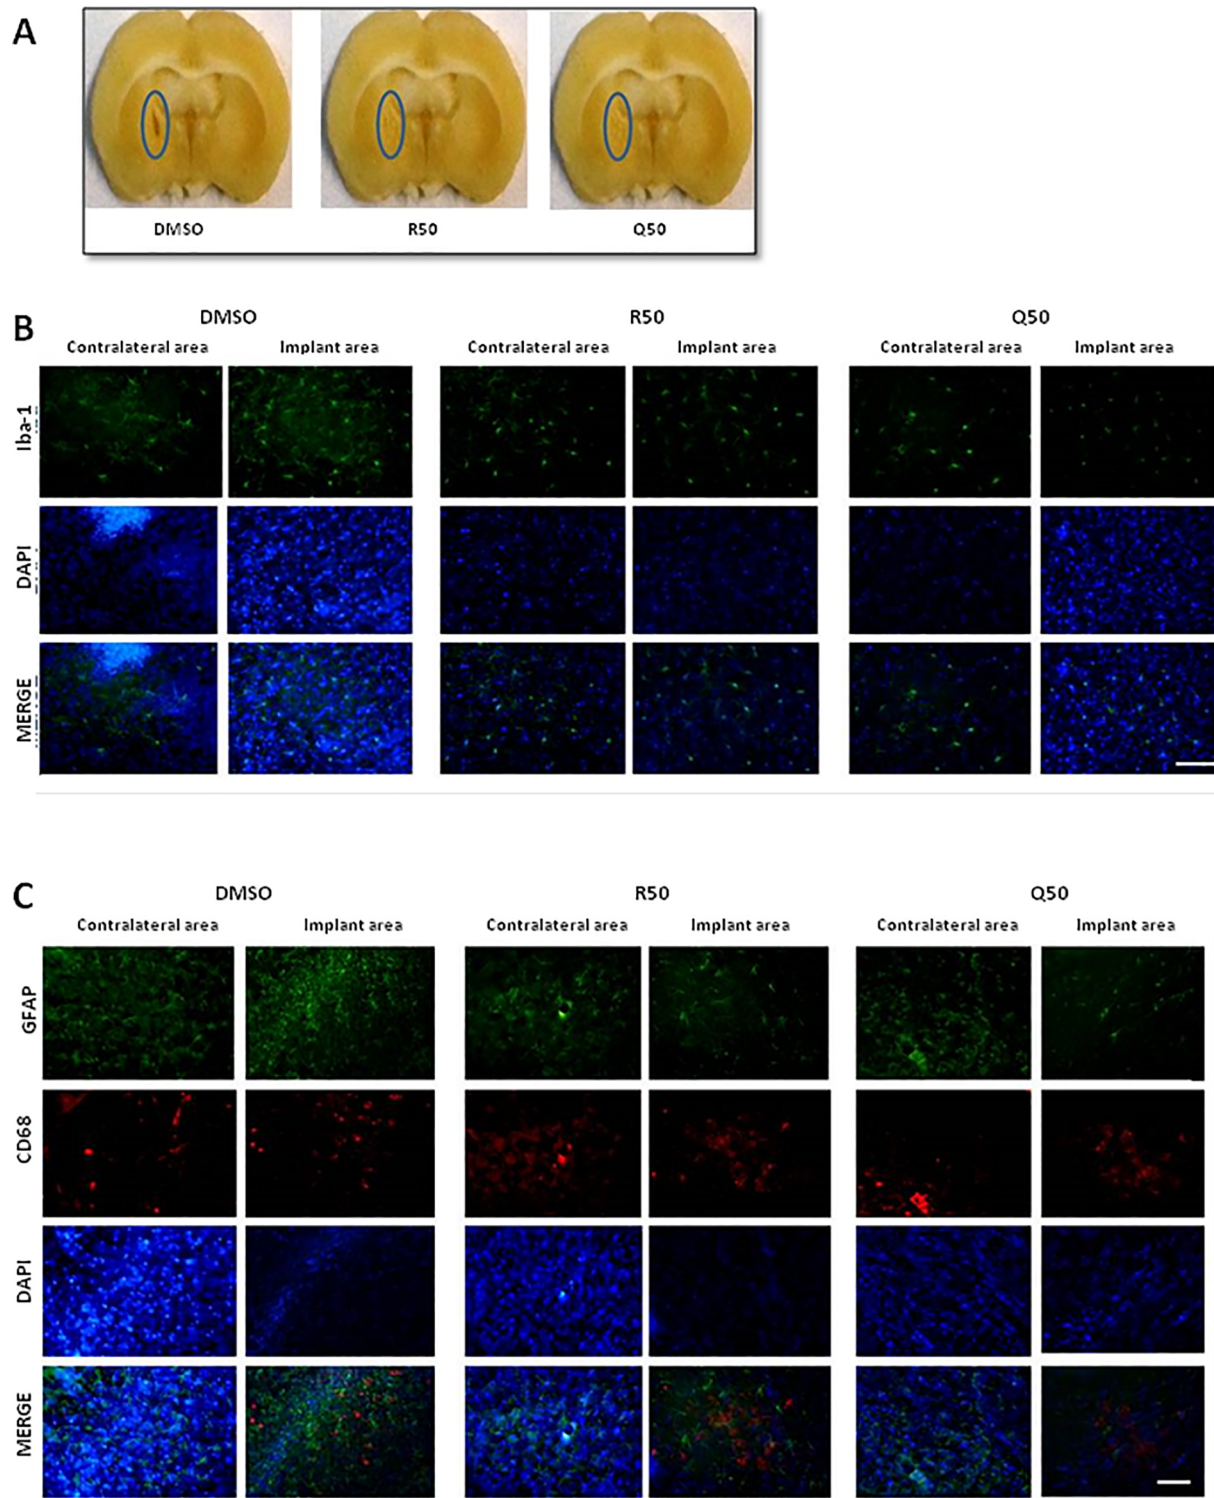 A
DMSO R50 Q50
B
DMSO R50 Q50
Contralateral area Implant area Contralateral area Implant area Contralateral area Implant area
Iba-1
DAPI
MERGE
C
DMSO R50 Q50
Contralateral area Implant area Contralateral area Implant area Contralateral area Implant area
GFAP
CD68
DAPI
MERGE